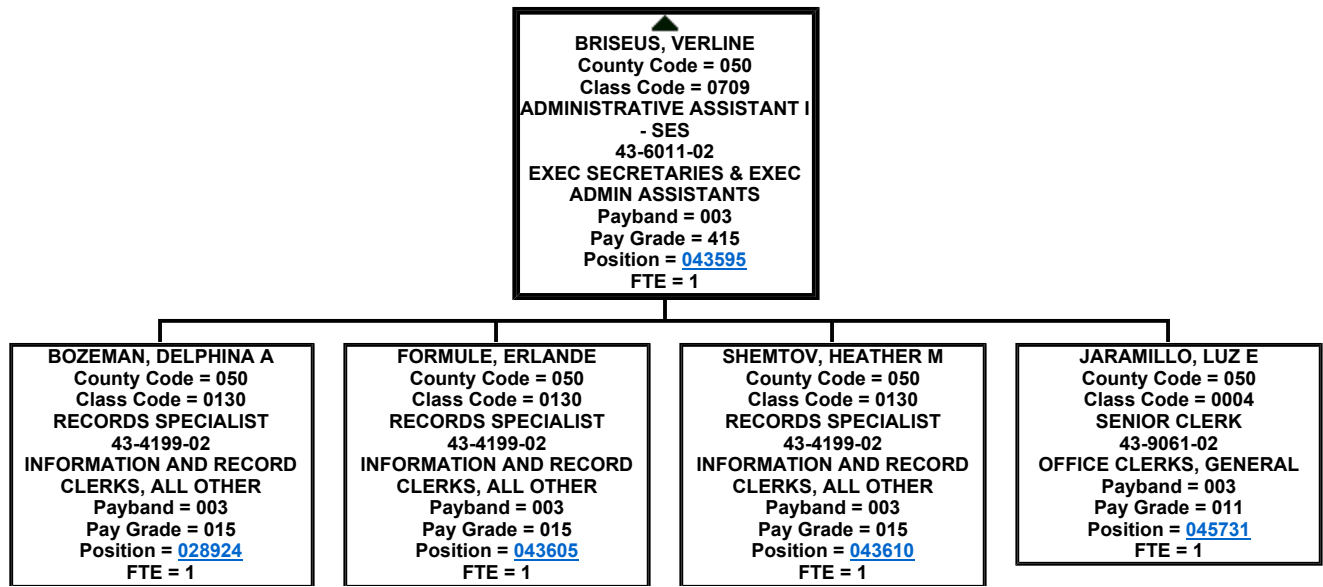 BRISEUS, VERLINE
County Code = 050
Class Code = 0709
ADMINISTRATIVE ASSISTANT I
- SES
43-6011-02
EXEC SECRETARIES & EXEC
ADMIN ASSISTANTS
Payband = 003
Pay Grade = 415
Position = 043595
FTE = 1
BOZEMAN, DELPHINA A
County Code = 050
Class Code = 0130
RECORDS SPECIALIST
43-4199-02
INFORMATION AND RECORD
CLERKS, ALL OTHER
Payband = 003
Pay Grade = 015
Position = 028924
FTE = 1
FORMULE, ERLANDE
County Code = 050
Class Code = 0130
RECORDS SPECIALIST
43-4199-02
INFORMATION AND RECORD
CLERKS, ALL OTHER
Payband = 003
Pay Grade = 015
Position = 043605
FTE = 1
SHEMTOV, HEATHER M
County Code = 050
Class Code = 0130
RECORDS SPECIALIST
43-4199-02
INFORMATION AND RECORD
CLERKS, ALL OTHER
Payband = 003
Pay Grade = 015
Position = 043610
FTE = 1
JARAMILLO, LUZ E
County Code = 050
Class Code = 0004
SENIOR CLERK
43-9061-02
OFFICE CLERKS, GENERAL
Payband = 003
Pay Grade = 011
Position = 045731
FTE = 1